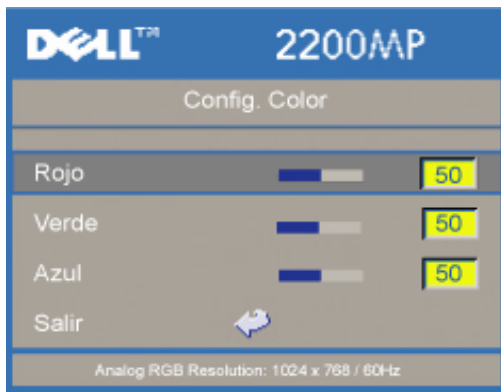 DELL™ 2200MP
Config. Color
Rojo 50
Verde 50
Azul 50
Salir
Analog RGB Resolution: 1024 x 768 / 60Hz